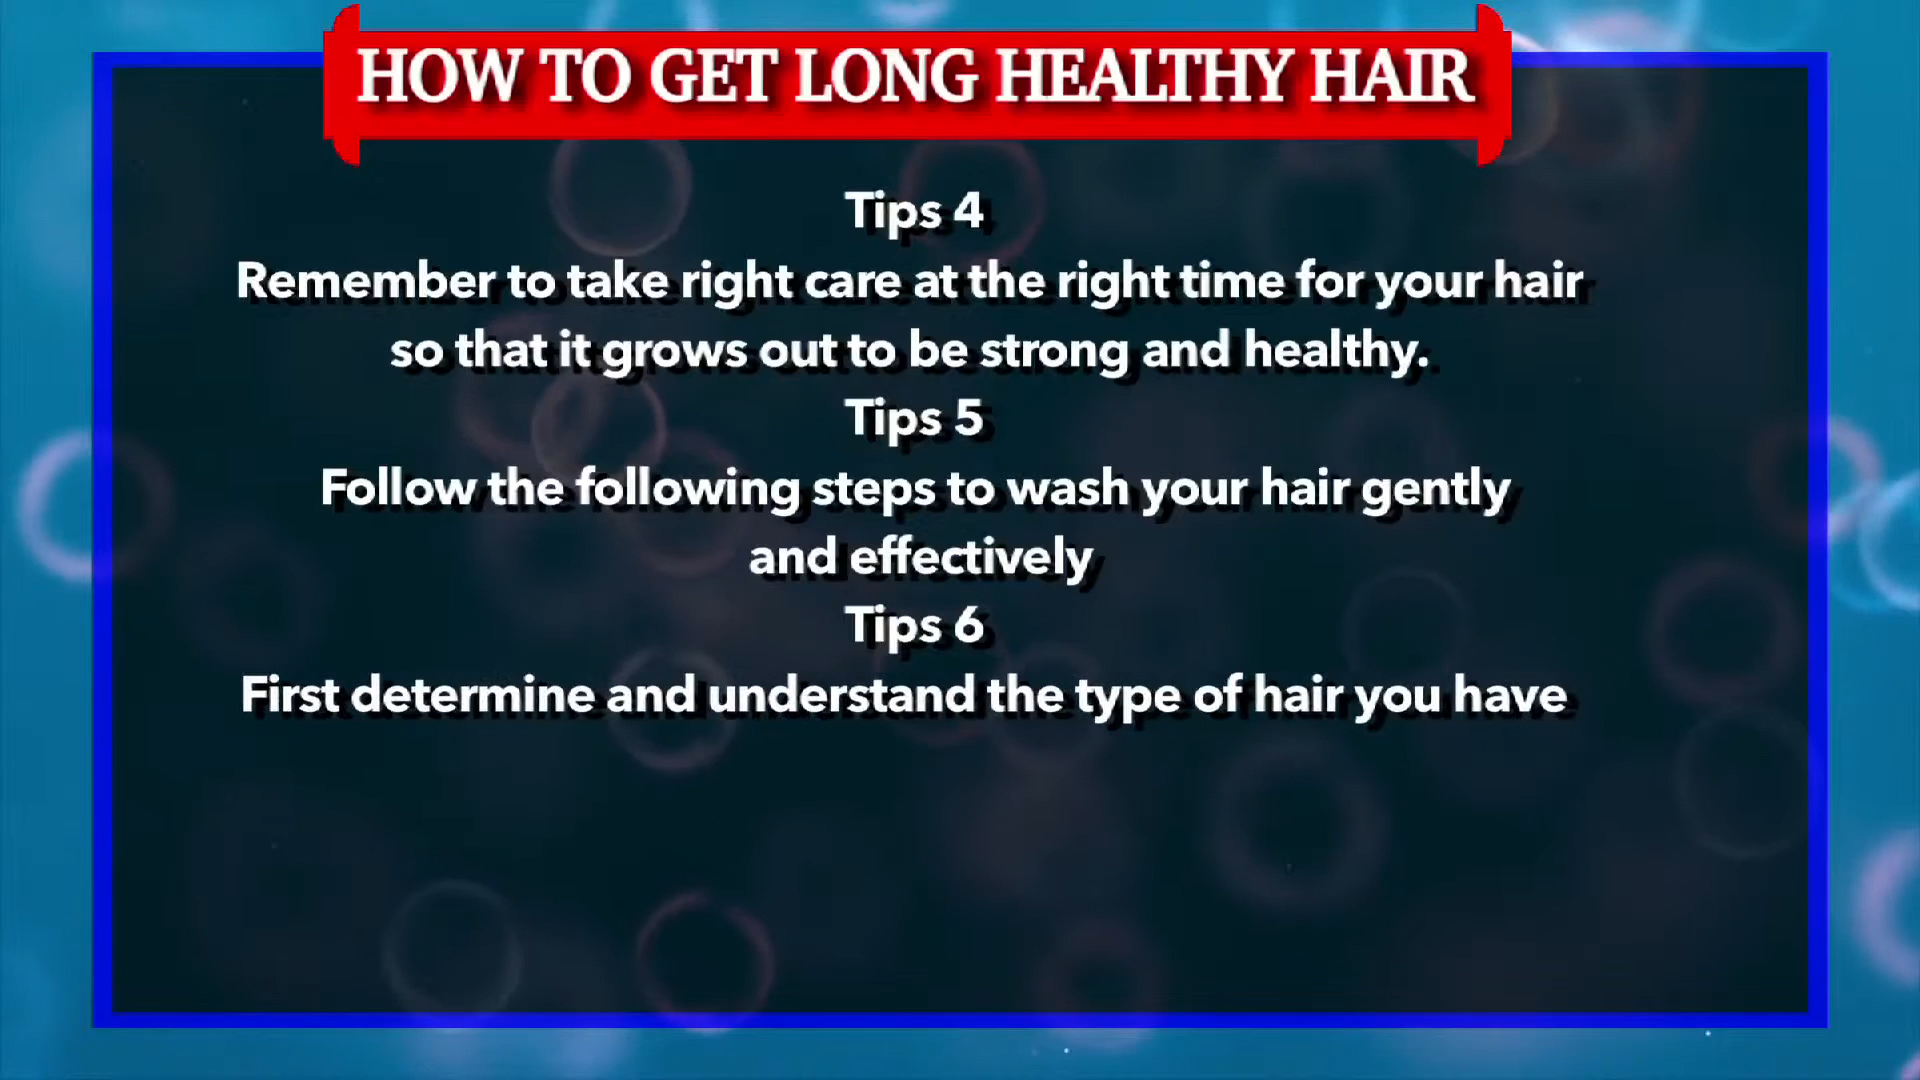 HOW TO GET LONG HEALTHY HAIR
Tips 4
Remember to take right care at the right time for your hair
so that it grows out to be strong and healthy.
Tips 5
Follow the following steps to wash your hair gently
and effectively
Tips 6
First determine and understand the type of hair you have